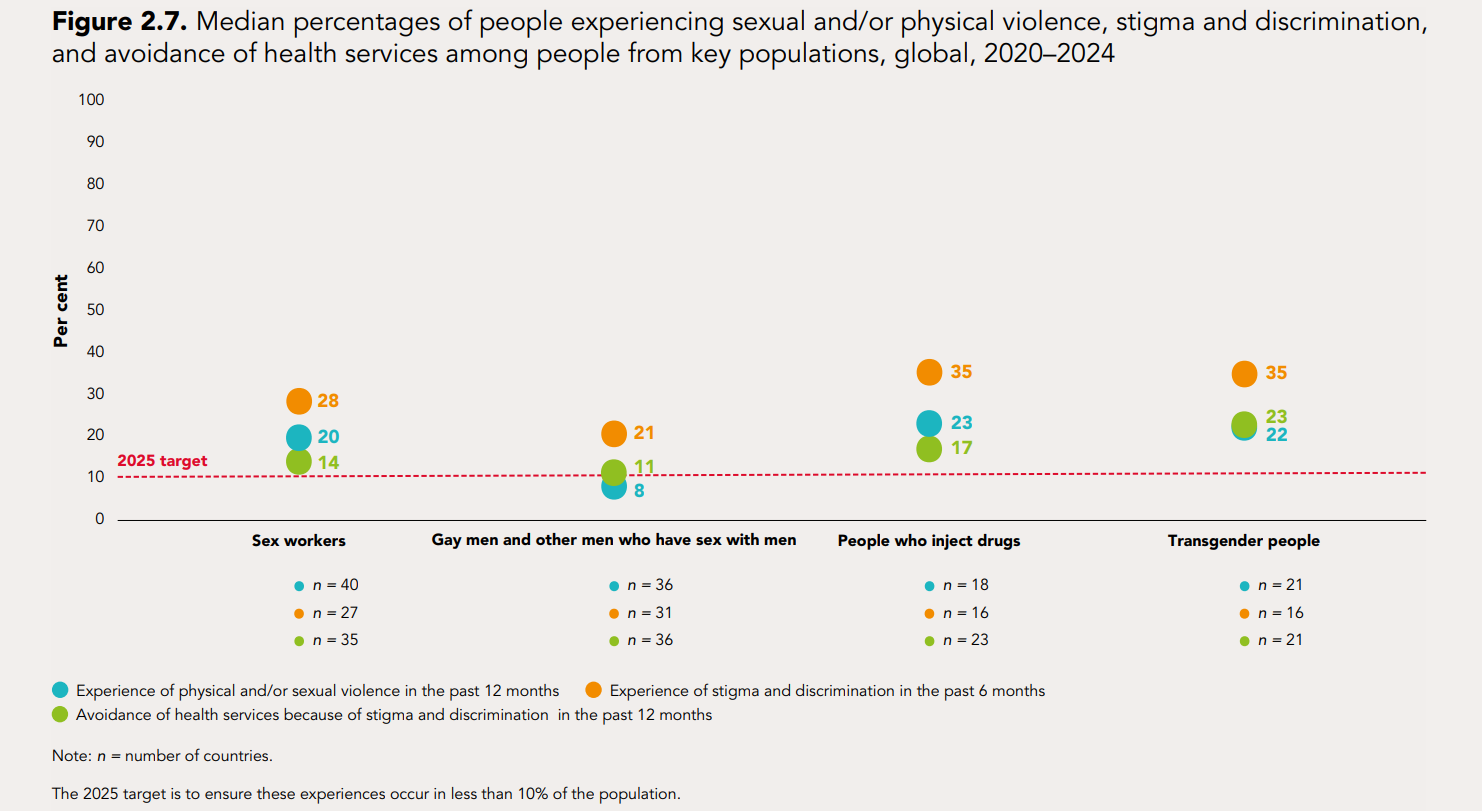 Figure 2.7. Median percentages of people experiencing sexual and/or physical violence, stigma and discrimination,
and avoidance of health services among people from key populations, global, 2020–2024
100
90
80
70
60
50
40
30
20
10
0
Per cent
2025 target
28
20
14
21
11
8
35
23
17
35
23
22
Sex workers
Gay men and other men who have sex with men
People who inject drugs
Transgender people
n = 40
n = 27
n = 35
n = 36
n = 31
n = 36
n = 18
n = 16
n = 23
n = 21
n = 16
n = 21
Experience of physical and/or sexual violence in the past 12 months
Experience of stigma and discrimination in the past 6 months
Avoidance of health services because of stigma and discrimination in the past 12 months
Note: n = number of countries.
The 2025 target is to ensure these experiences occur in less than 10% of the population.